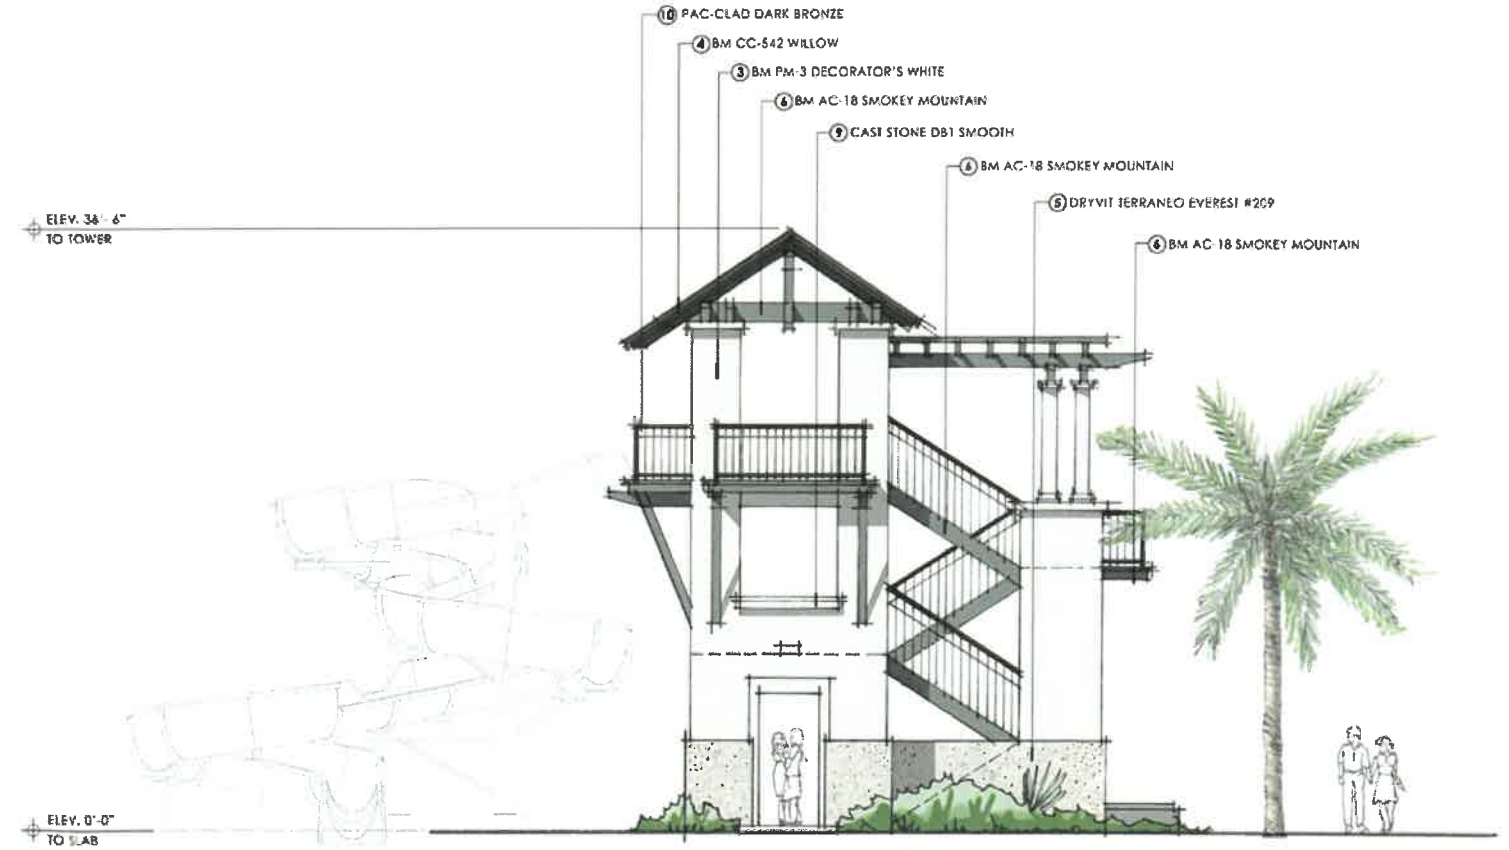 10 PAC-CLAD DARK BRONZE
4 BM CC-542 WILLOW
3 BM PM-3 DECORATOR'S WHITE
6 BM AC-18 SMOKEY MOUNTAIN
9 CAST STONE DB1 SMOOTH
6 BM AC-18 SMOKEY MOUNTAIN
5 DRYVIT TERRANEO EVEREST #209
6 BM AC-18 SMOKEY MOUNTAIN
ELEV. 36'-6"
TO TOWER
ELEV. 0'-0"
TO SLAB